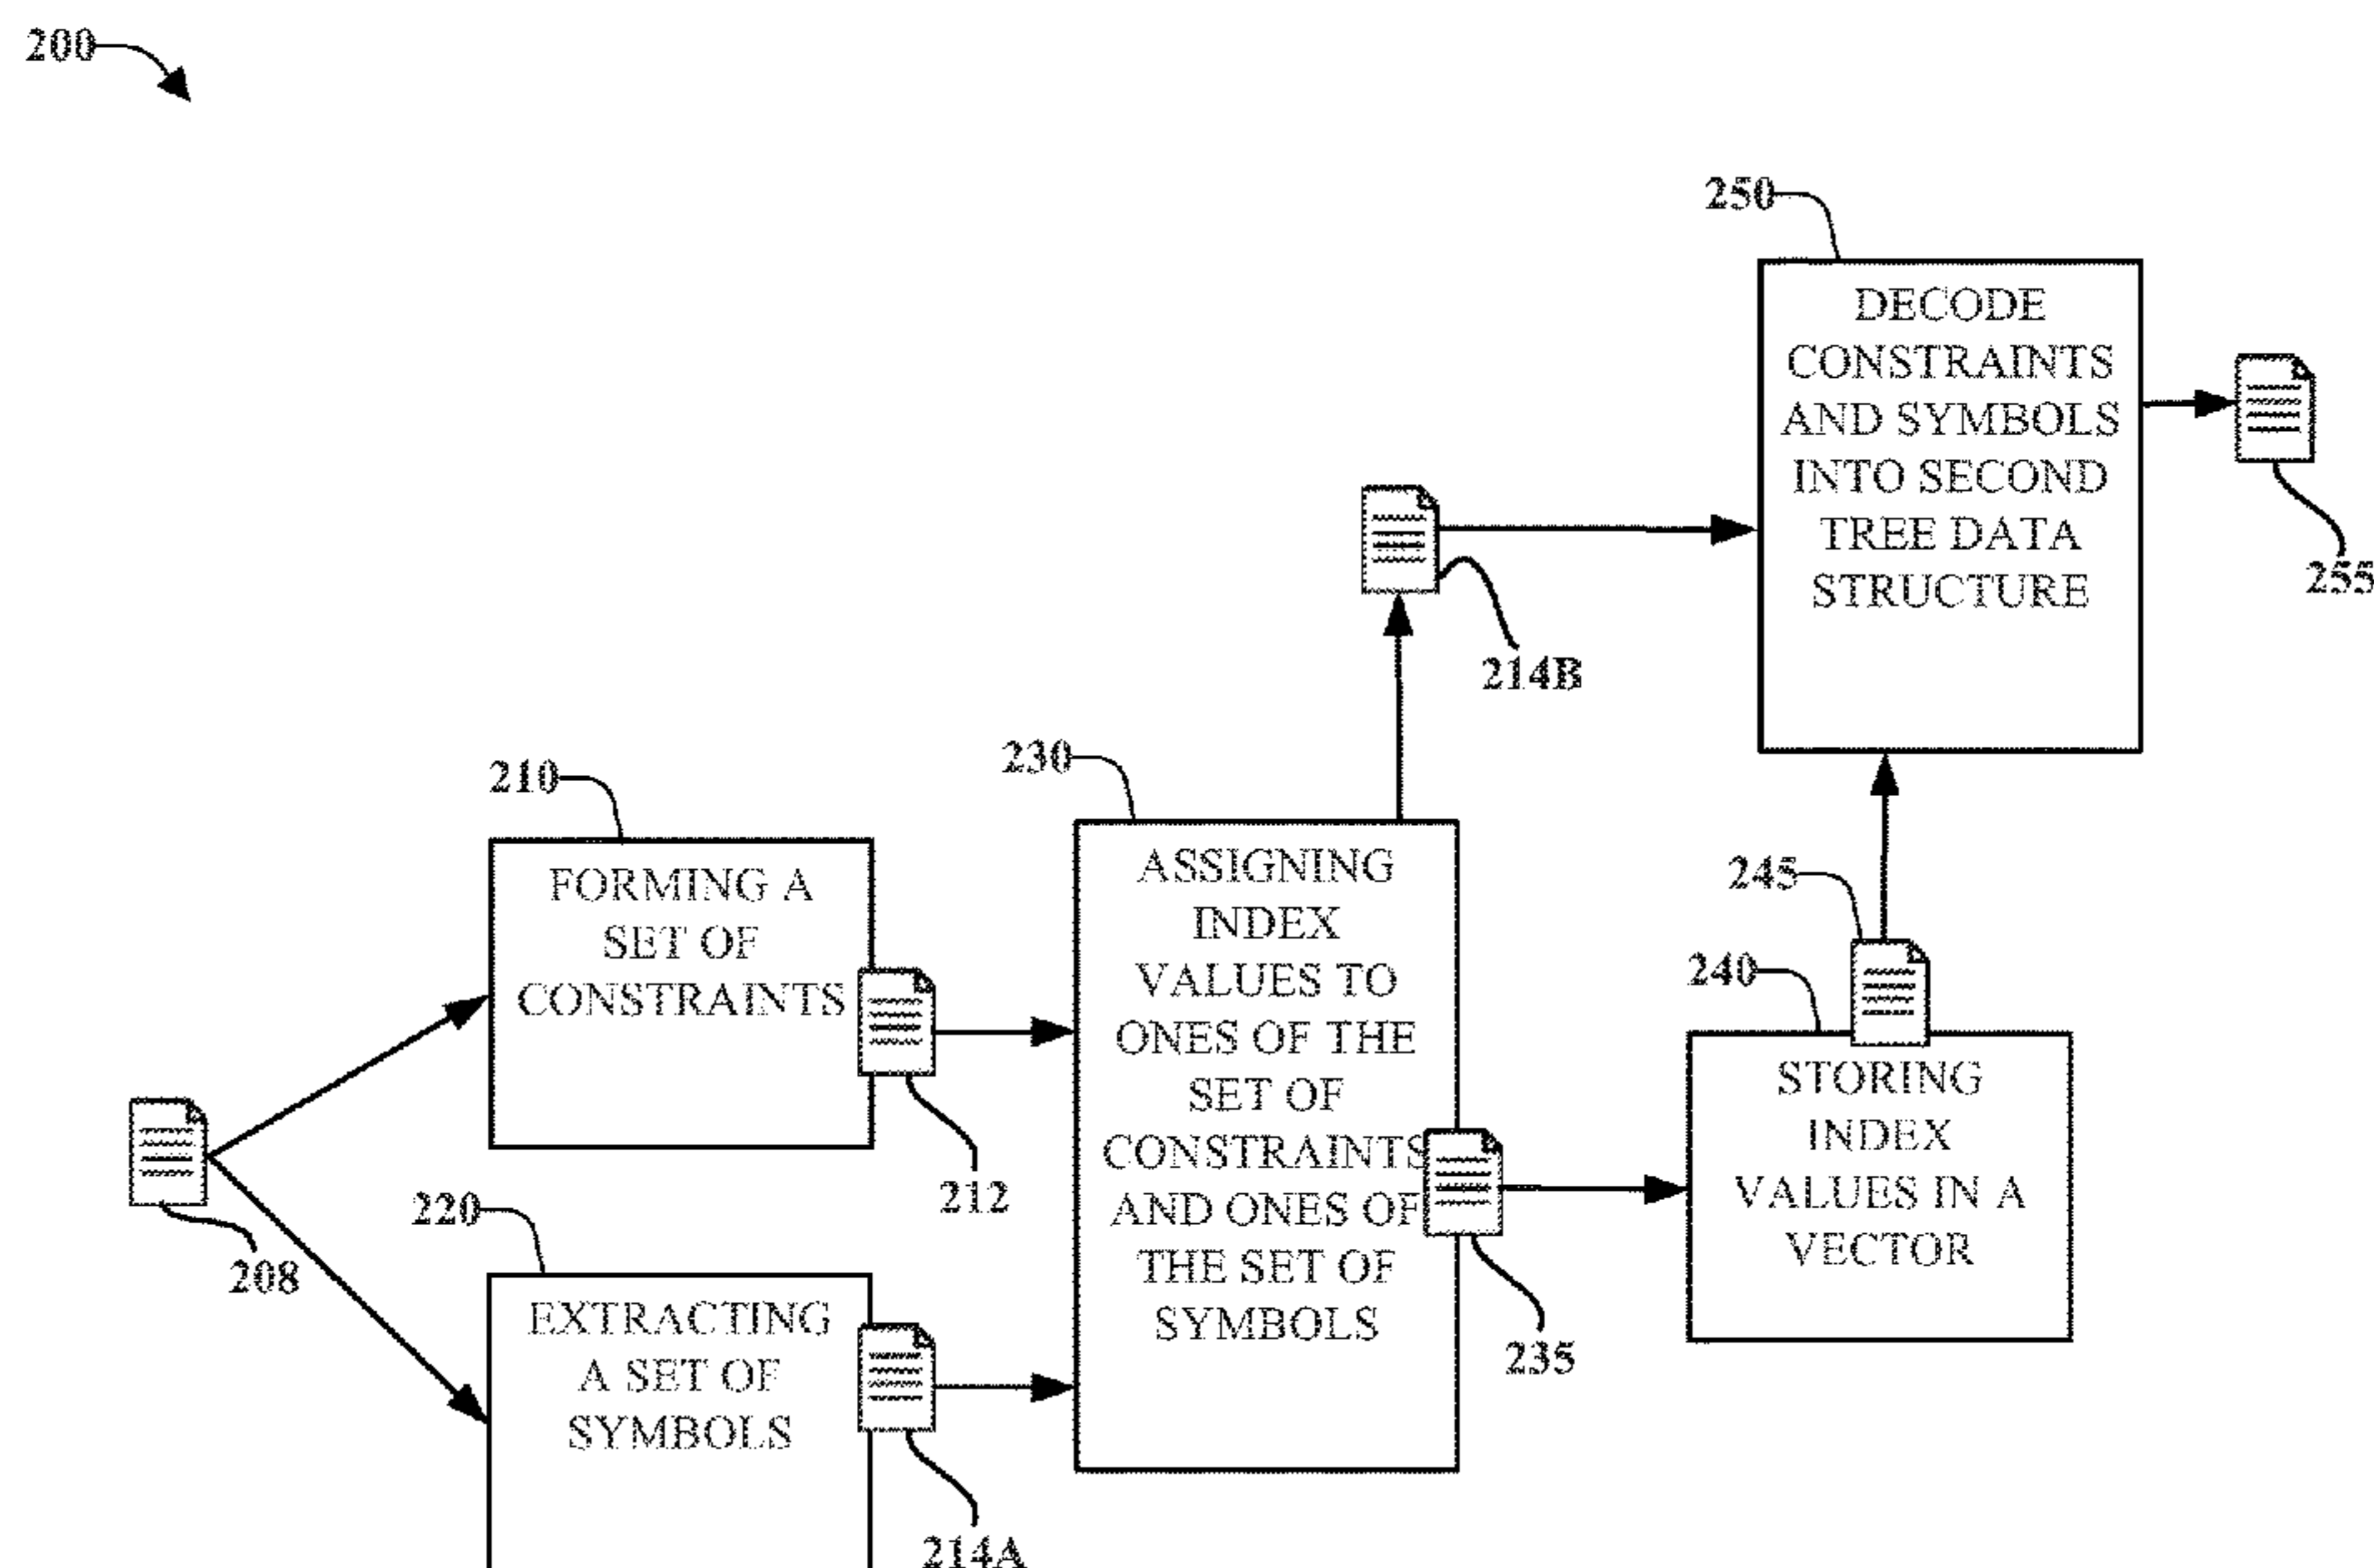 200
250
DECODE
CONSTRAINTS
AND SYMBOLS
INTO SECOND
TREE DATA
STRUCTURE
255
214B
210
FORMING A
SET OF
CONSTRAINTS
212
230
ASSIGNING
INDEX
VALUES TO
ONES OF THE
SET OF
CONSTRAINTS
AND ONES OF
THE SET OF
SYMBOLS
235
245
240
STORING
INDEX
VALUES IN A
VECTOR
208
220
EXTRACTING
A SET OF
SYMBOLS
214A